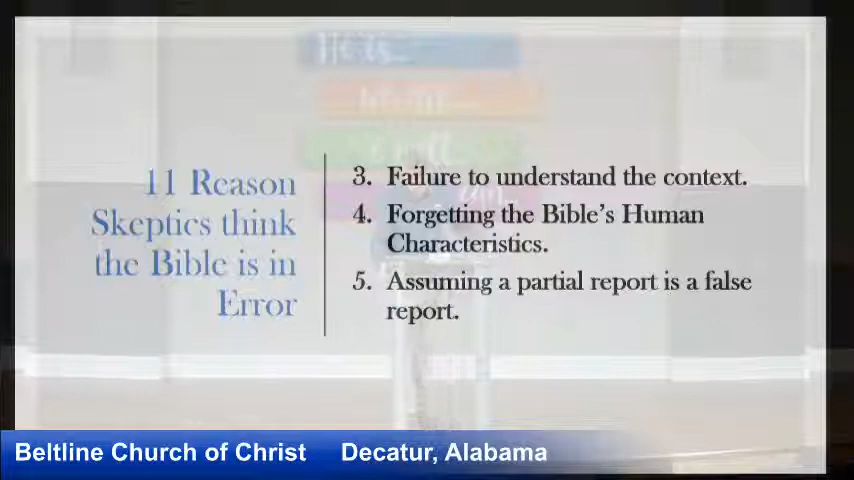 11 Reason
Skeptics think
the Bible is in
Error
3. Failure to understand the context.
4. Forgetting the Bible's Human
Characteristics.
5. Assuming a partial report is a false
report.
Beltline Church of Christ Decatur, Alabama